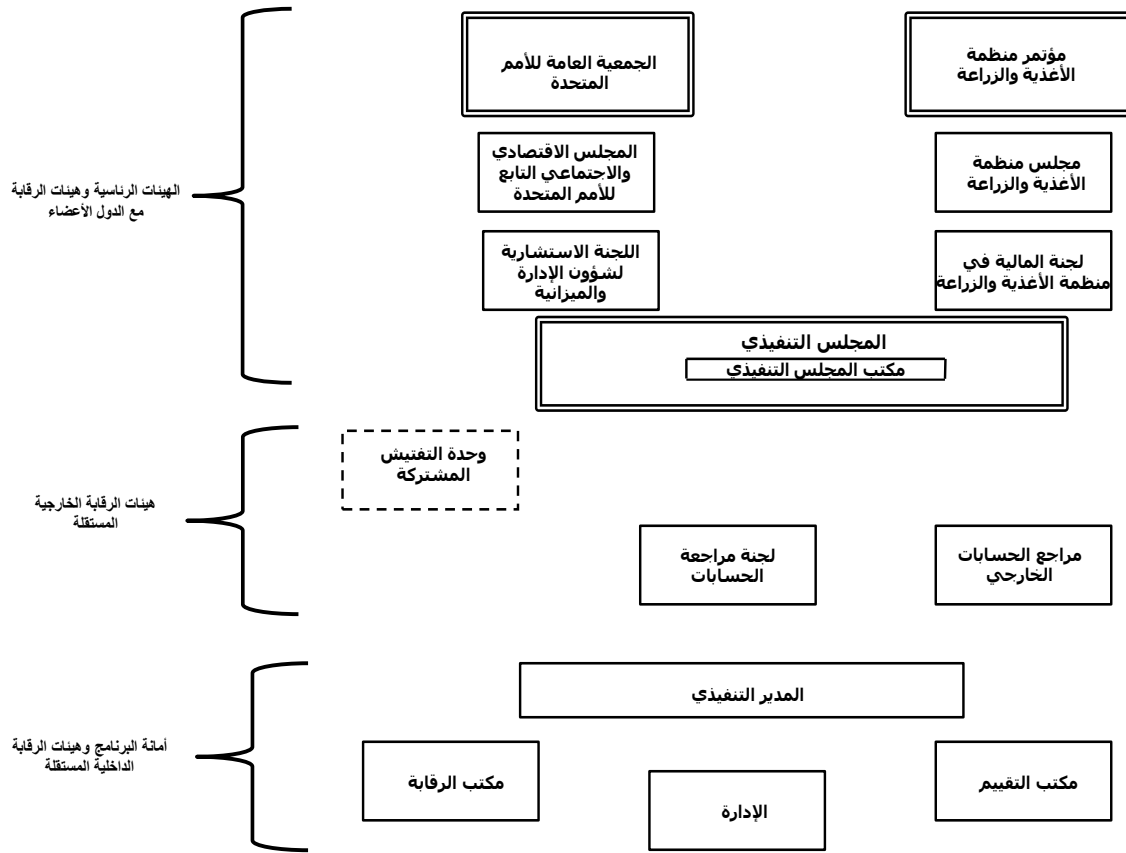 مؤتمر منظمة
الأغذية والزراعة
الجمعية العامة للأمم
المتحدة
مجلس منظمة
الأغذية والزراعة
المجلس الاقتصادي
والاجتماعي التابع
للأمم المتحدة
الهيئات الرئاسية وهيئات الرقابة
مع الدول الأعضاء
لجنة المالية في
منظمة الأغذية والزراعة
اللجنة الاستشارية
لشؤون الإدارة
والميزانية
المجلس التنفيذي
مكتب المجلس التنفيذي
وحدة التفتيش
المشتركة
هيئات الرقابة الخارجية
المستقلة
مراجع الحسابات
الخارجي
لجنة مراجعة
الحسابات
المدير التنفيذي
أمانة البرنامج وهيئات الرقابة
الداخلية المستقلة
مكتب التقييم
الإدارة
مكتب الرقابة